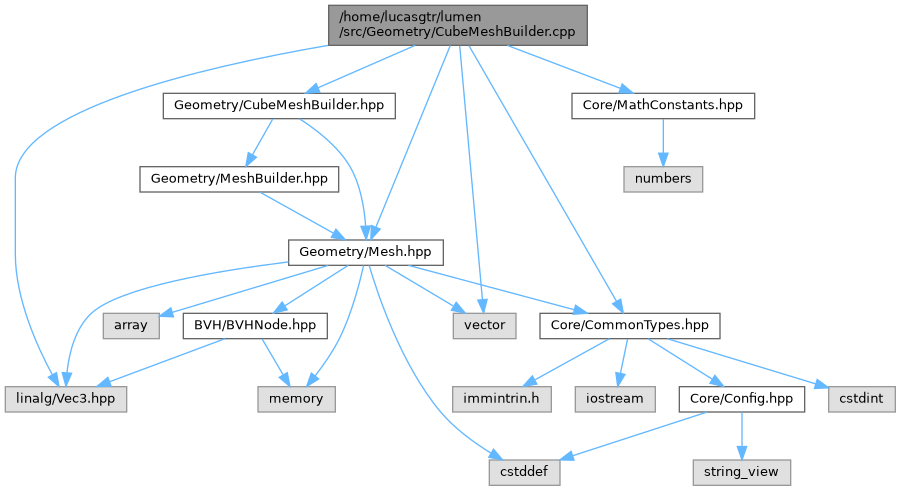 /home/lucasgtr/lumen
/src/Geometry/CubeMeshBuilder.cpp
Geometry/CubeMeshBuilder.hpp
Core/MathConstants.hpp
Geometry/MeshBuilder.hpp
numbers
Geometry/Mesh.hpp
array
BVH/BVHNode.hpp
vector
Core/CommonTypes.hpp
linalg/Vec3.hpp
memory
immintrin.h
iostream
Core/Config.hpp
cstdint
cstddef
string_view